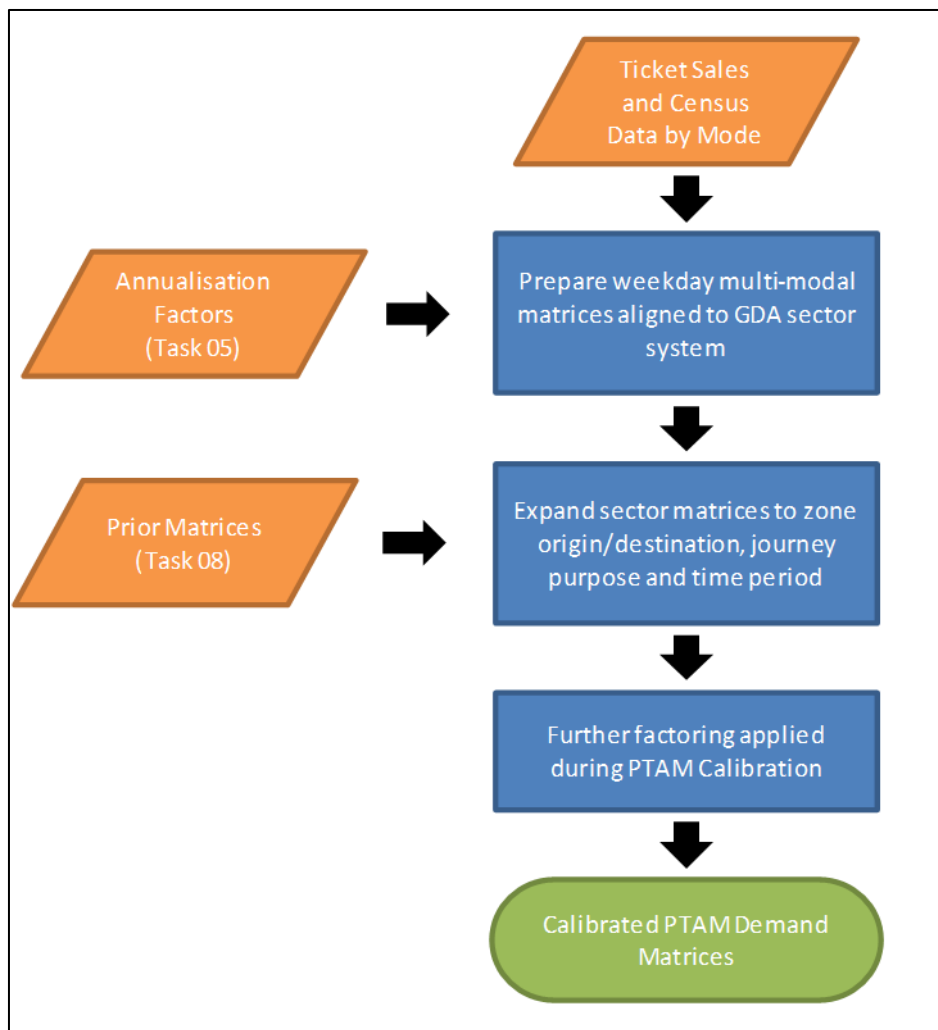 Ticket Sales
and Census
Data by Mode
Annualisation
Factors
(Task 05)
Prepare weekday multi-modal
matrices aligned to GDA sector
system
Prior Matrices
(Task 08)
Expand sector matrices to zone
origin/destination, journey
purpose and time period
Further factoring applied
during PTAM Calibration
Calibrated PTAM Demand
Matrices